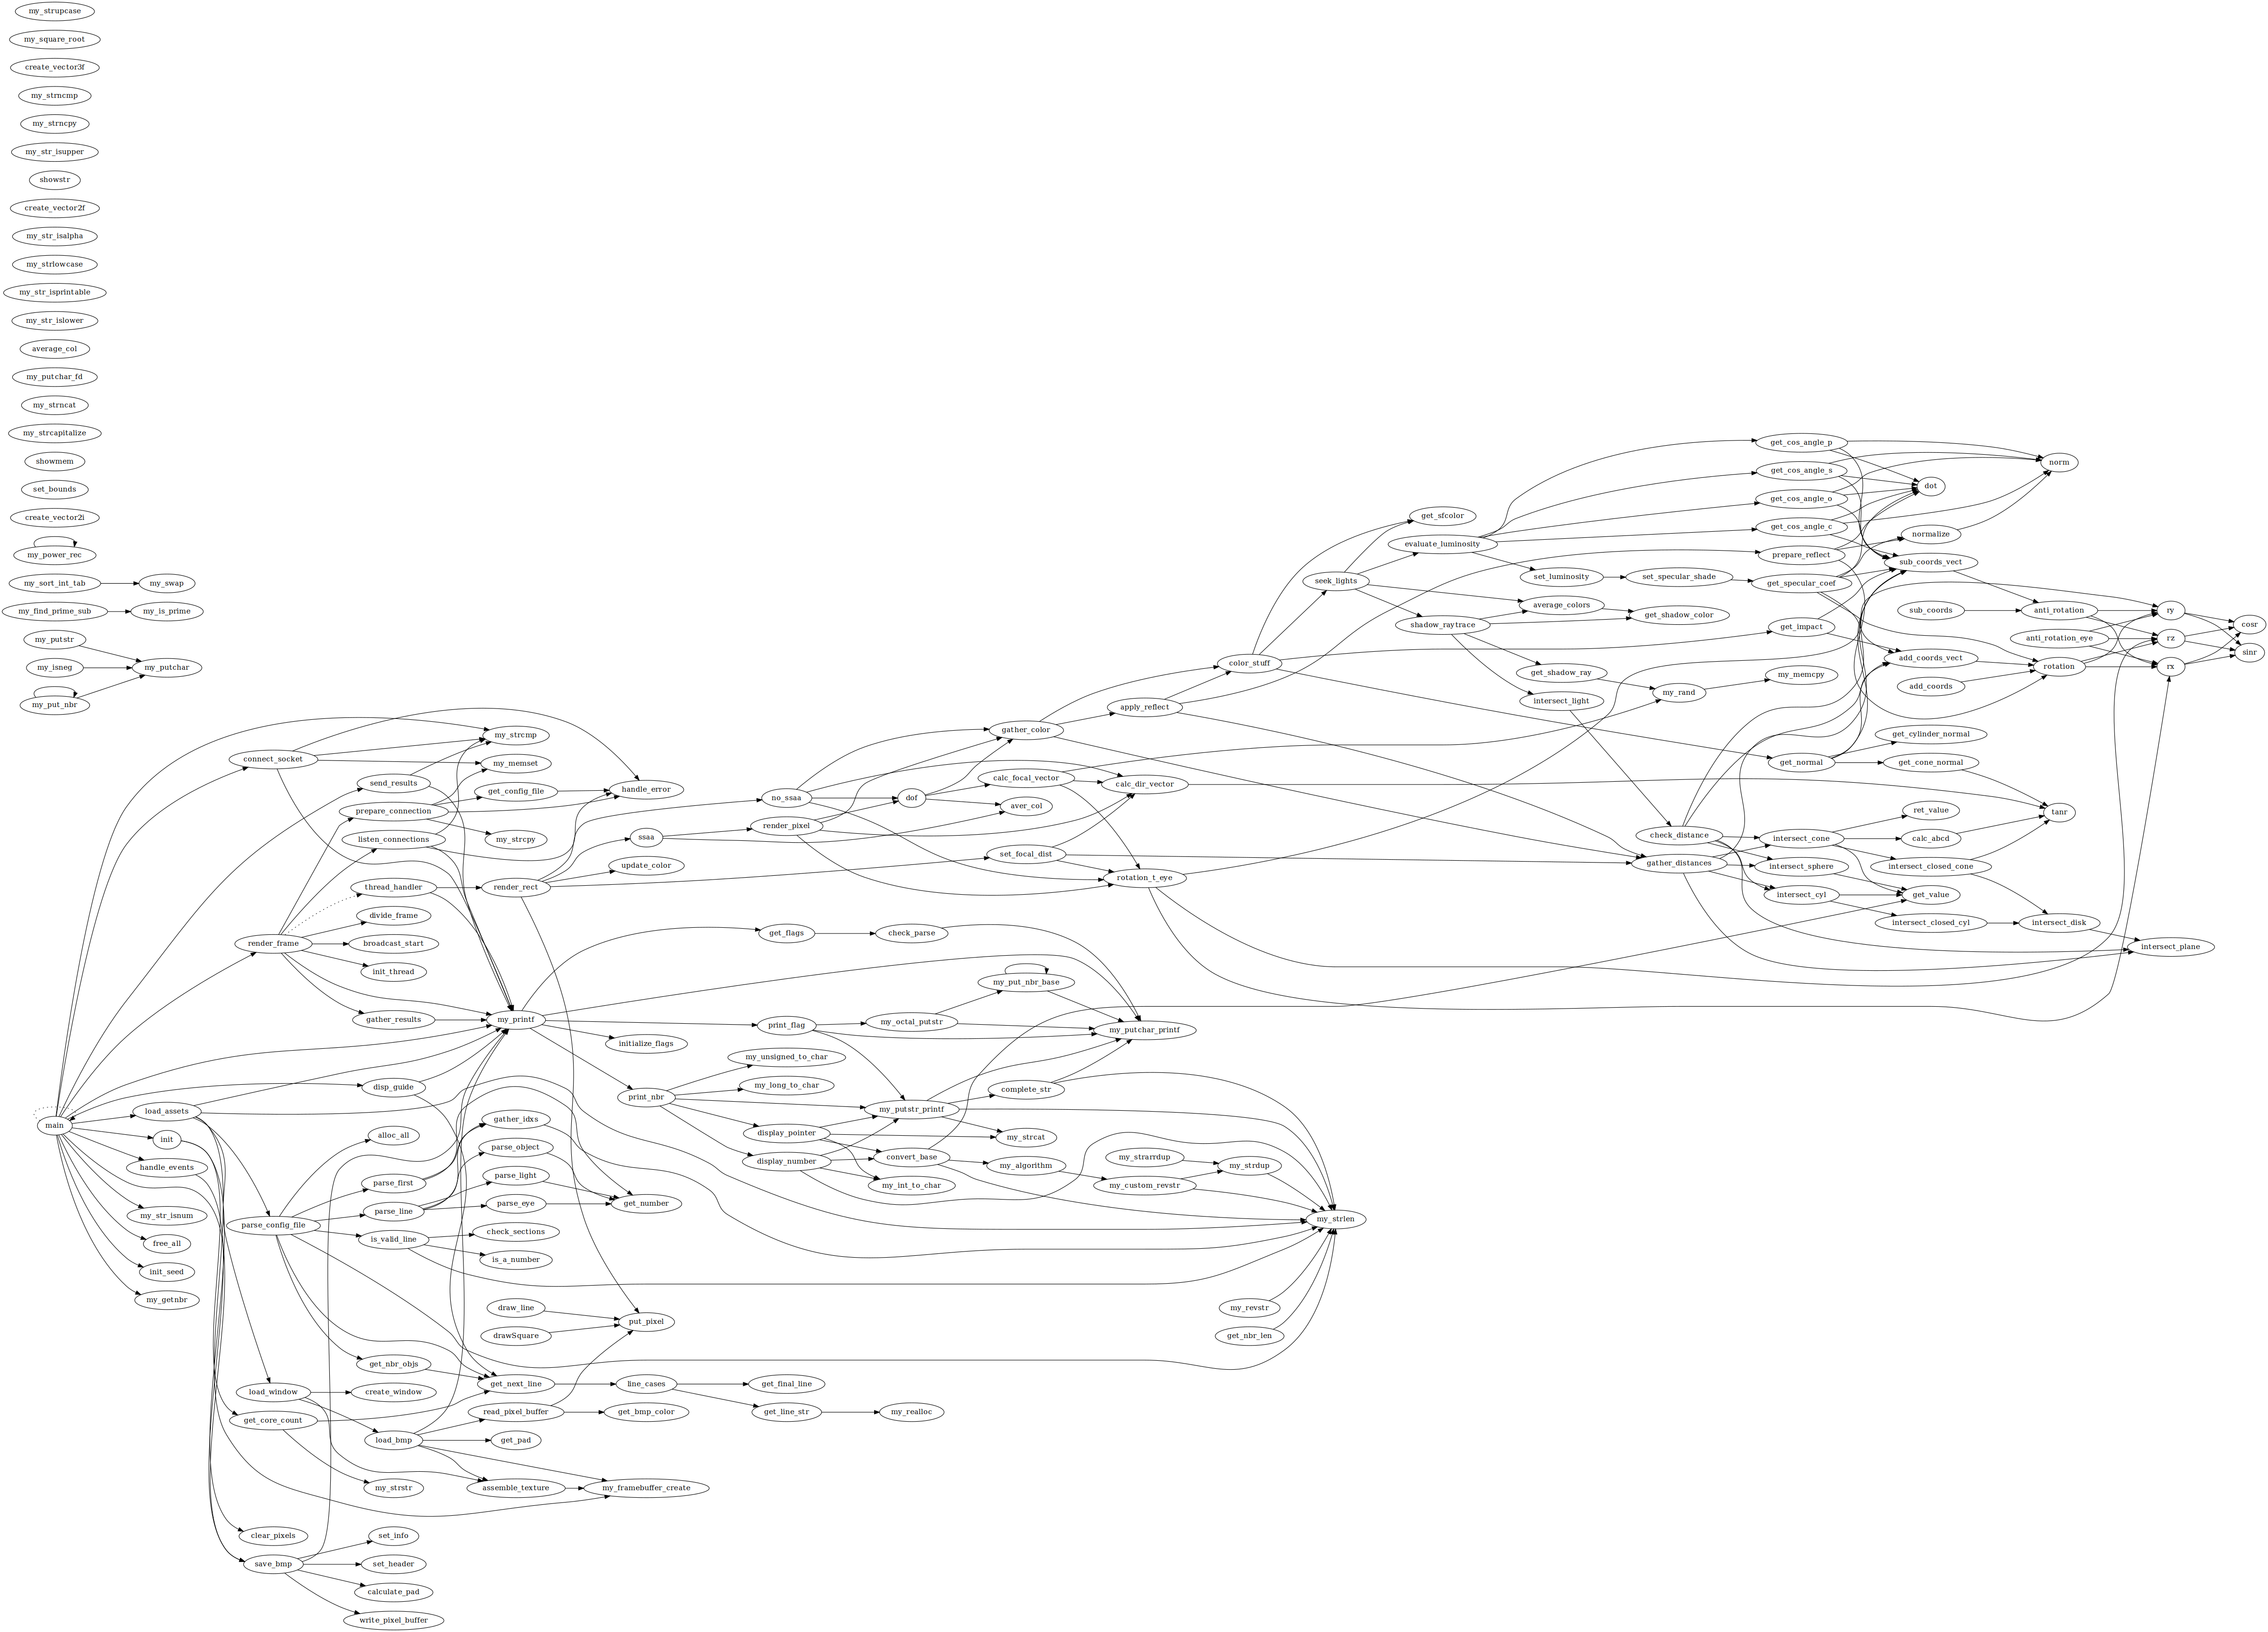 my_strupcase
my_square_root
create_vector3f
my_strncmp
my_strncpy
my_str_isupper
showstr
create_vector2f
my_str_isalpha
my_strlowcase
my_str_isprintable
my_str_islower
average_col
my_putchar_fd
my_strncat
my_strcapitalize
showmem
set_bounds
create_vector2i
my_power_rec
my_sort_int_tab
my_swap
my_find_prime_sub
my_is_prime
my_putstr
my_isneg
my_putchar
my_put_nbr
main
load_assets
init
handle_events
my_str_isnum
free_all
init_seed
my_getnbr
connect_socket
render_frame
parse_config_file
load_window
get_core_count
clear_pixels
save_bmp
send_results
prepare_connection
listen_connections
thread_handler
divide_frame
broadcast_start
init_thread
gather_results
disp_guide
alloc_all
parse_first
parse_line
is_valid_line
get_nbr_objs
create_window
load_bmp
my_strstr
set_info
set_header
calculate_pad
write_pixel_buffer
my_strcmp
my_memset
get_config_file
my_strcpy
render_rect
my_printf
gather_idxs
parse_object
parse_light
parse_eye
check_sections
is_a_number
draw_line
drawSquare
get_next_line
read_pixel_buffer
get_pad
assemble_texture
handle_error
ssaa
update_color
initialize_flags
print_nbr
get_number
put_pixel
line_cases
get_bmp_color
my_framebuffer_create
no_ssaa
render_pixel
get_flags
print_flag
my_unsigned_to_char
my_long_to_char
display_pointer
display_number
get_final_line
get_line_str
dof
check_parse
my_octal_putstr
my_putstr_printf
convert_base
my_int_to_char
my_realloc
gather_color
calc_focal_vector
aver_col
set_focal_dist
my_put_nbr_base
complete_str
my_strcat
my_algorithm
apply_reflect
calc_dir_vector
rotation_t_eye
my_putchar_printf
my_strarrdup
my_custom_revstr
color_stuff
my_strdup
my_revstr
get_nbr_len
seek_lights
my_strlen
get_sfcolor
evaluate_luminosity
shadow_raytrace
set_luminosity
average_colors
get_shadow_ray
intersect_light
set_specular_shade
get_shadow_color
my_rand
check_distance
gather_distances
get_cos_angle_p
get_cos_angle_s
get_cos_angle_o
get_cos_angle_c
prepare_reflect
get_specular_coef
get_impact
my_memcpy
get_normal
intersect_cone
intersect_sphere
intersect_cyl
dot
normalize
sub_coords_vect
sub_coords
add_coords_vect
add_coords
get_cylinder_normal
get_cone_normal
ret_value
calc_abcd
intersect_closed_cone
get_value
intersect_closed_cyl
norm
anti_rotation
anti_rotation_eye
rotation
tanr
intersect_disk
ry
rz
rx
intersect_plane
cosr
sinr